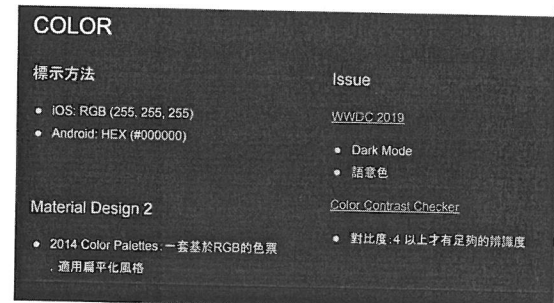 COLOR
標示方法
● iOS: RGB (255, 255, 255)
● Android: HEX (#000000)
Material Design 2
● 2014 Color Palettes:一套基於RGB的色票
，適用扁平化風格
Issue
WWDC 2019
● Dark Mode
● 語意色
Color Contrast Checker
● 對比度:4 以上才有足夠的辨識度